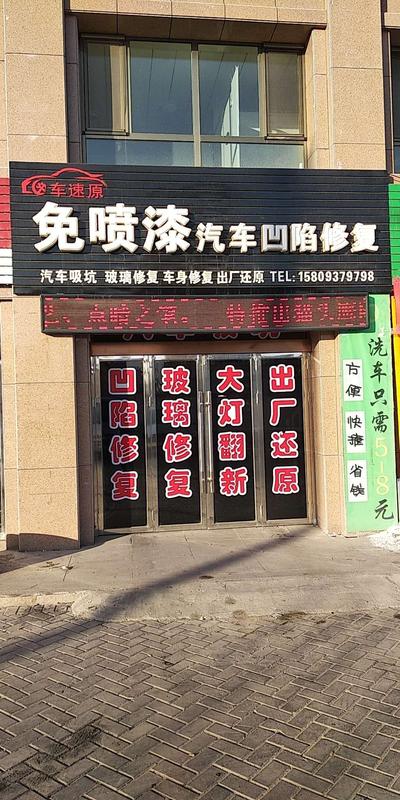 车速原
免喷漆汽车凹陷修复
汽车吸坑 玻璃修复 车身修复 出厂还原 TEL:15809379798
凹陷修复
玻璃修复
大灯翻新
出厂还原
洗车只需5-8元
方便 快捷 省钱